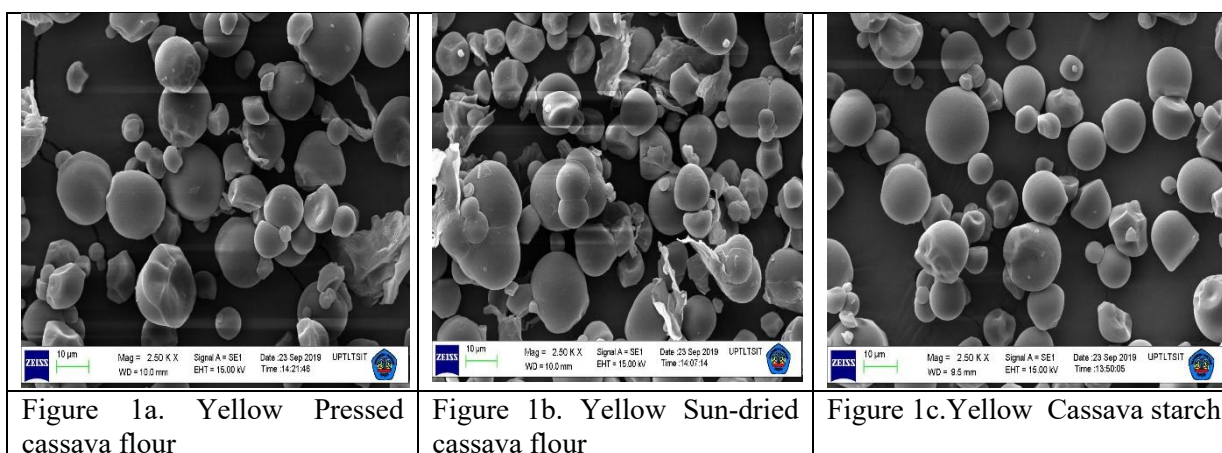 ZEISS
10 µm
Mag = 2.50 K X
WD = 10.0 mm
Signal A = SE1
EHT = 15.00 kV
Date :23 Sep 2019
Time :14:21:46
UPTLTSIT
ZEISS
10 µm
Mag = 2.50 K X
WD = 10.0 mm
Signal A = SE1
EHT = 15.00 kV
Date :23 Sep 2019
Time :14:07:14
UPTLTSIT
ZEISS
10 µm
Mag = 2.50 K X
WD = 9.5 mm
Signal A = SE1
EHT = 15.00 kV
Date :23 Sep 2019
Time :13:50:05
UPTLTSIT
Figure 1a. Yellow Pressed
cassava flour
Figure 1b. Yellow Sun-dried
cassava flour
Figure 1c.Yellow Cassava starch